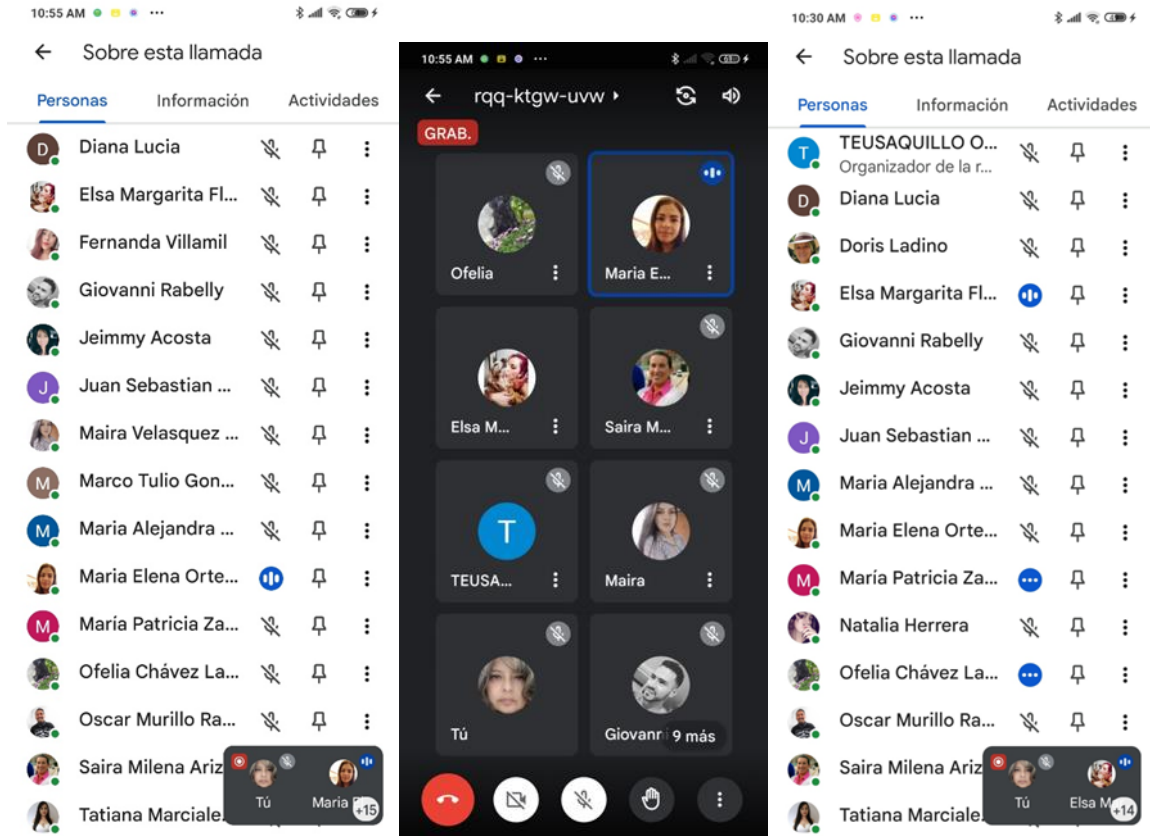 10:55 AM
Sobre esta llamada
Personas Información Actividades
D Diana Lucia
Elsa Margarita Fl...
Fernanda Villamil
Giovanni Rabelly
Jeimmy Acosta
J Juan Sebastian ...
Maira Velasquez ...
M Marco Tulio Gon...
M Maria Alejandra ...
Maria Elena Orte...
M María Patricia Za...
Ofelia Chávez La...
Oscar Murillo Ra...
Saira Milena Ariz
Tatiana Marciale.
Tú Maria
+15
10:55 AM
rqq-ktgw-uvw
GRAB.
Ofelia Maria E...
Elsa M... Saira M...
T
TEUSA... Maira
Tú Giovanni 9 más
10:30 AM
Sobre esta llamada
Personas Información Actividades
T TEUSAQUILLO O...
Organizador de la r...
D Diana Lucia
Doris Ladino
Elsa Margarita Fl...
Giovanni Rabelly
Jeimmy Acosta
J Juan Sebastian ...
M Maria Alejandra ...
Maria Elena Orte...
M María Patricia Za...
Natalia Herrera
Ofelia Chávez La...
Oscar Murillo Ra...
Saira Milena Ariz
Tatiana Marciale.
Tú Elsa M
+14